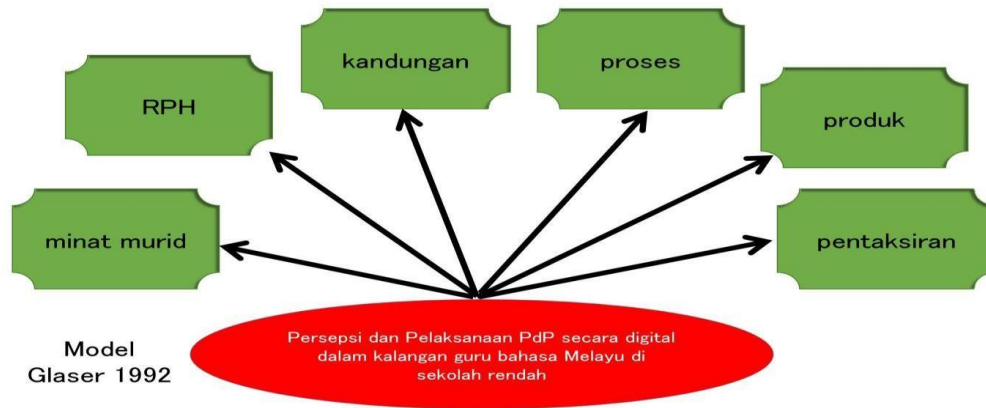 kandungan
proses
RPH
produk
minat murid
pentaksiran
Persepsi dan Pelaksanaan PdP secara digital
dalam kalangan guru bahasa Melayu di
sekolah rendah
Model
Glaser 1992